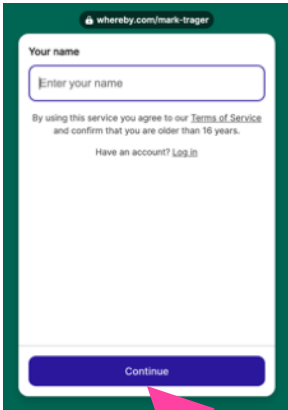 whereby.com/mark-trager
Your name
Enter your name
By using this service you agree to our Terms of Service
and confirm that you are older than 16 years.
Have an account? Log in
Continue